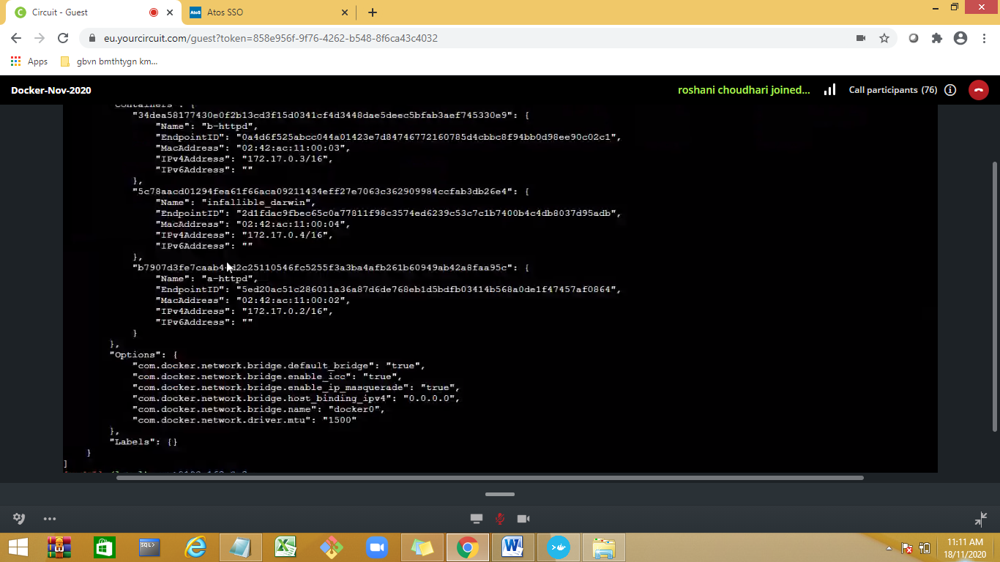 Circuit - Guest
Atos
Atos SSO
eu.yourcircuit.com/guest?token=858e956f-9f76-4262-b548-8f6ca43c4032
Apps
gbvn bmthtygn km...
Docker-Nov-2020
roshani choudhari joined...
Call participants (76)
"Containers": {
"34dea58177430e0f2b13cd3f15d0341cf4d3448dae5deec5bfab3aef745330e9": {
"Name": "b-httpd",
"EndpointID": "0a4d6f525abcc044a01423e7d84746772160785d4cbbc8f94bb0d98ee90c02c1",
"MacAddress": "02:42:ac:11:00:03",
"IPv4Address": "172.17.0.3/16",
"IPv6Address": ""
},
"5c78aacd01294fea61f66aca09211434eff27e7063c362909984ccfab3db26e4": {
"Name": "infallible_darwin",
"EndpointID": "2d1fdac9fbec65c0a77811f98c3574ed6239c53c7c1b7400b4c4db8037d95adb",
"MacAddress": "02:42:ac:11:00:04",
"IPv4Address": "172.17.0.4/16",
"IPv6Address": ""
},
"Name": "a-httpd",
"EndpointID": "5ed20ac51c286011a36a87d6de768eb1d5bdfb03414b568a0de1f47457af0864",
"MacAddress": "02:42:ac:11:00:02",
"IPv4Address": "172.17.0.2/16",
"IPv6Address": ""
}
},
"Options": {
"com.docker.network.bridge.default_bridge": "true",
"com.docker.network.bridge.enable_icc": "true",
"com.docker.network.bridge.enable_ip_masquerade": "true",
"com.docker.network.bridge.host_binding_ipv4": "0.0.0.0",
"com.docker.network.bridge.name": "docker0",
"com.docker.network.driver.mtu": "1500"
},
"Labels": {}
}
]
SQL>
11:11 AM
18/11/2020